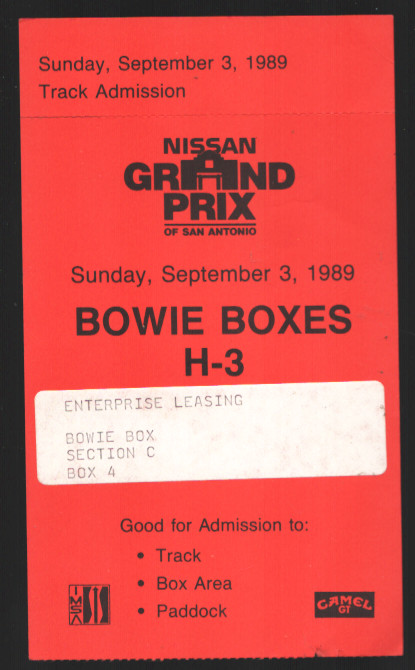 Sunday, September 3, 1989
Track Admission
NISSAN
GRAND
PRIX
OF SAN ANTONIO
Sunday, September 3, 1989
BOWIE BOXES
H-3
ENTERPRISE LEASING
BOWIE BOX
SECTION C
BOX 4
Good for Admission to:
• Track
• Box Area
• Paddock
IMSA
CAMEL
GT